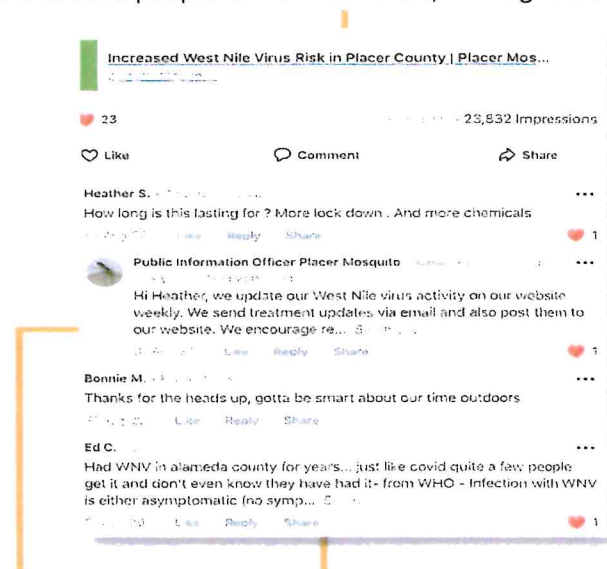 Increased West Nile Virus Risk in Placer County | Placer Mos...
23
23,832 Impressions
Like Comment Share
Heather S.
How long is this lasting for ? More lock down . And more chemicals
Like Reply Share 1
Public Information Officer Placer Mosquito
Hi Heather, we update our West Nile virus activity on our website
weekly. We send treatment updates via email and also post them to
our website. We encourage re...
Like Reply Share 1
Bonnie M.
Thanks for the heads up, gotta be smart about our time outdoors
Like Reply Share
Ed C.
Had WNV in alameda county for years... just like covid quite a few people
get it and don't even know they have had it- from WHO - Infection with WNV
is either asymptomatic (no symp...
Like Reply Share 1